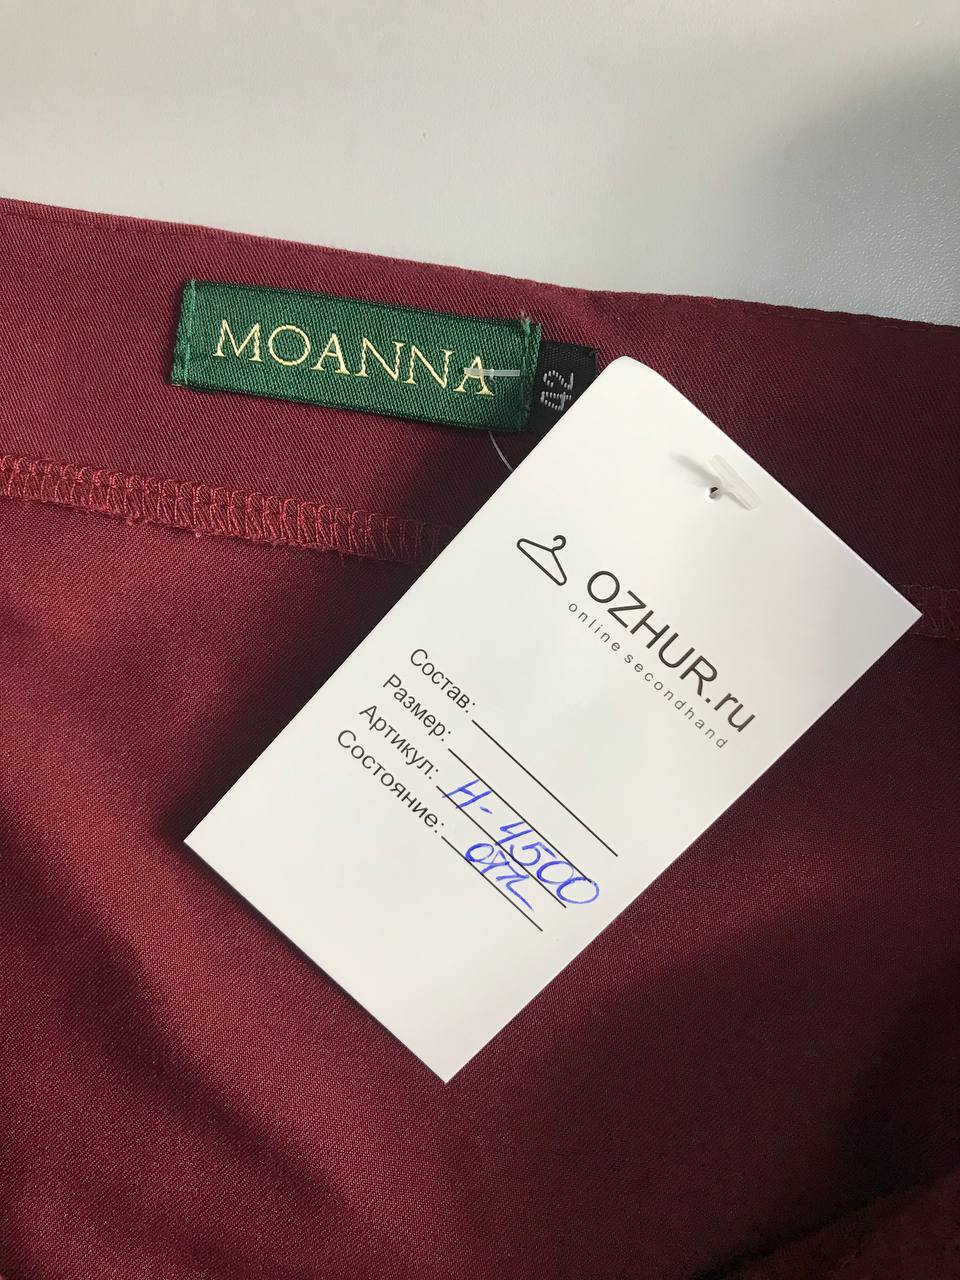 MOANNA
42
OZHUR.ru
online secondhand
Состав:
Размер:
Артикул: Н-4500
Состояние: отл